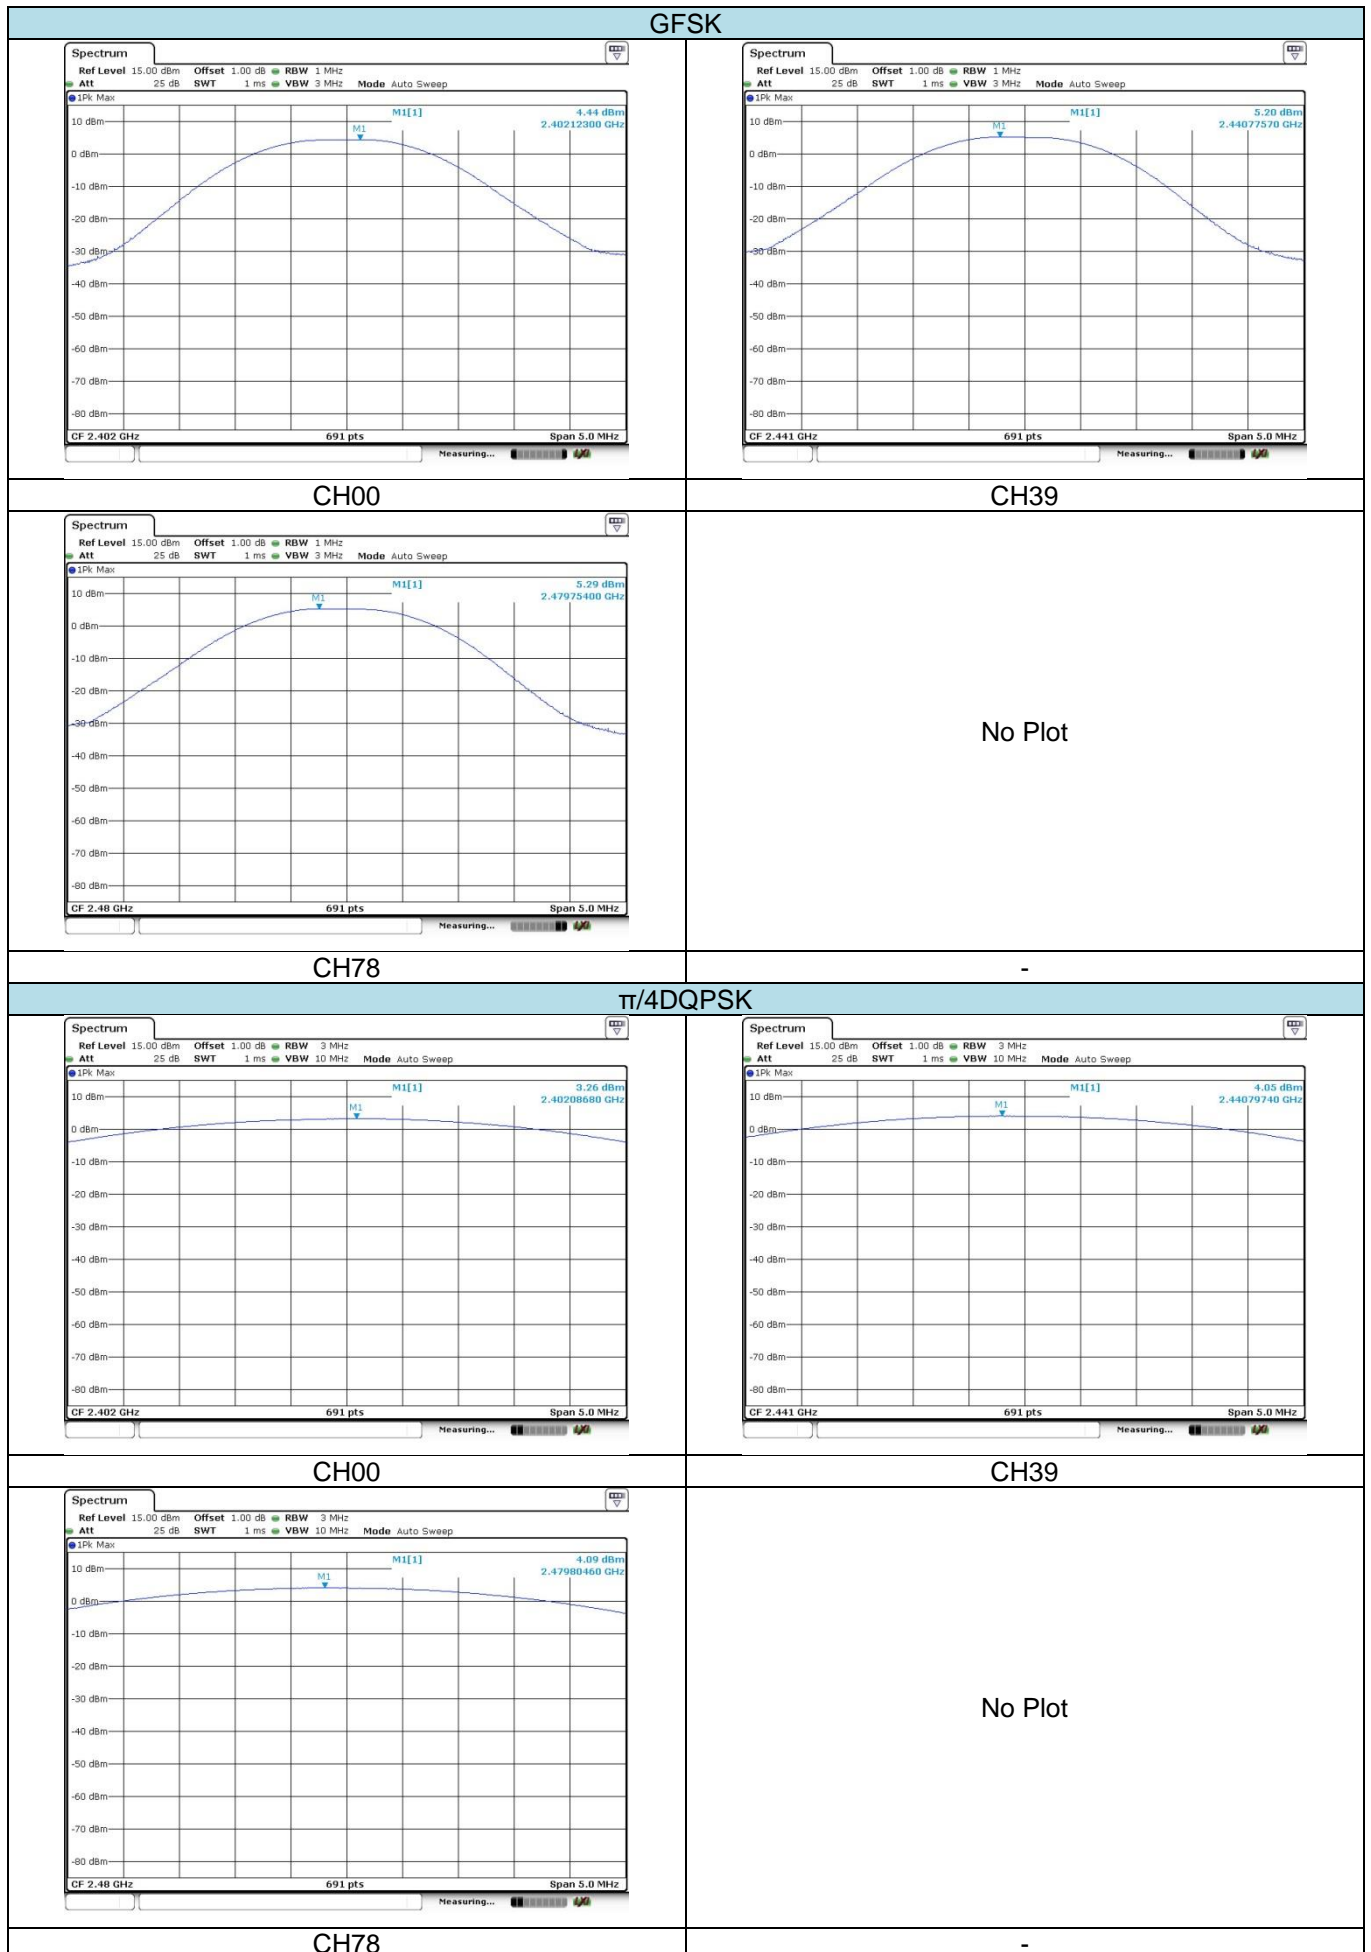 GFSK
Spectrum
Ref Level 15.00 dBm Offset 1.00 dB RBW 1 MHz
Att 25 dB SWT 1 ms VBW 3 MHz Mode Auto Sweep
1Pk Max
M1[1] 4.44 dBm
2.40212300 GHz
10 dBm
M1
0 dBm
-10 dBm
-20 dBm
-30 dBm
-40 dBm
-50 dBm
-60 dBm
-70 dBm
-80 dBm
CF 2.402 GHz 691 pts Span 5.0 MHz
Measuring...
CH00
Spectrum
Ref Level 15.00 dBm Offset 1.00 dB RBW 1 MHz
Att 25 dB SWT 1 ms VBW 3 MHz Mode Auto Sweep
1Pk Max
M1[1] 5.20 dBm
2.44077570 GHz
10 dBm
M1
0 dBm
-10 dBm
-20 dBm
-30 dBm
-40 dBm
-50 dBm
-60 dBm
-70 dBm
-80 dBm
CF 2.441 GHz 691 pts Span 5.0 MHz
Measuring...
CH39
Spectrum
Ref Level 15.00 dBm Offset 1.00 dB RBW 1 MHz
Att 25 dB SWT 1 ms VBW 3 MHz Mode Auto Sweep
1Pk Max
M1[1] 5.29 dBm
2.47975400 GHz
10 dBm
M1
0 dBm
-10 dBm
-20 dBm
-30 dBm
-40 dBm
-50 dBm
-60 dBm
-70 dBm
-80 dBm
CF 2.48 GHz 691 pts Span 5.0 MHz
Measuring...
CH78
No Plot
-
π/4DQPSK
Spectrum
Ref Level 15.00 dBm Offset 1.00 dB RBW 3 MHz
Att 25 dB SWT 1 ms VBW 10 MHz Mode Auto Sweep
1Pk Max
M1[1] 3.26 dBm
2.40208680 GHz
10 dBm
M1
0 dBm
-10 dBm
-20 dBm
-30 dBm
-40 dBm
-50 dBm
-60 dBm
-70 dBm
-80 dBm
CF 2.402 GHz 691 pts Span 5.0 MHz
Measuring...
CH00
Spectrum
Ref Level 15.00 dBm Offset 1.00 dB RBW 3 MHz
Att 25 dB SWT 1 ms VBW 10 MHz Mode Auto Sweep
1Pk Max
M1[1] 4.05 dBm
2.44079740 GHz
10 dBm
M1
0 dBm
-10 dBm
-20 dBm
-30 dBm
-40 dBm
-50 dBm
-60 dBm
-70 dBm
-80 dBm
CF 2.441 GHz 691 pts Span 5.0 MHz
Measuring...
CH39
Spectrum
Ref Level 15.00 dBm Offset 1.00 dB RBW 3 MHz
Att 25 dB SWT 1 ms VBW 10 MHz Mode Auto Sweep
1Pk Max
M1[1] 4.09 dBm
2.47980460 GHz
10 dBm
M1
0 dBm
-10 dBm
-20 dBm
-30 dBm
-40 dBm
-50 dBm
-60 dBm
-70 dBm
-80 dBm
CF 2.48 GHz 691 pts Span 5.0 MHz
Measuring...
CH78
No Plot
-